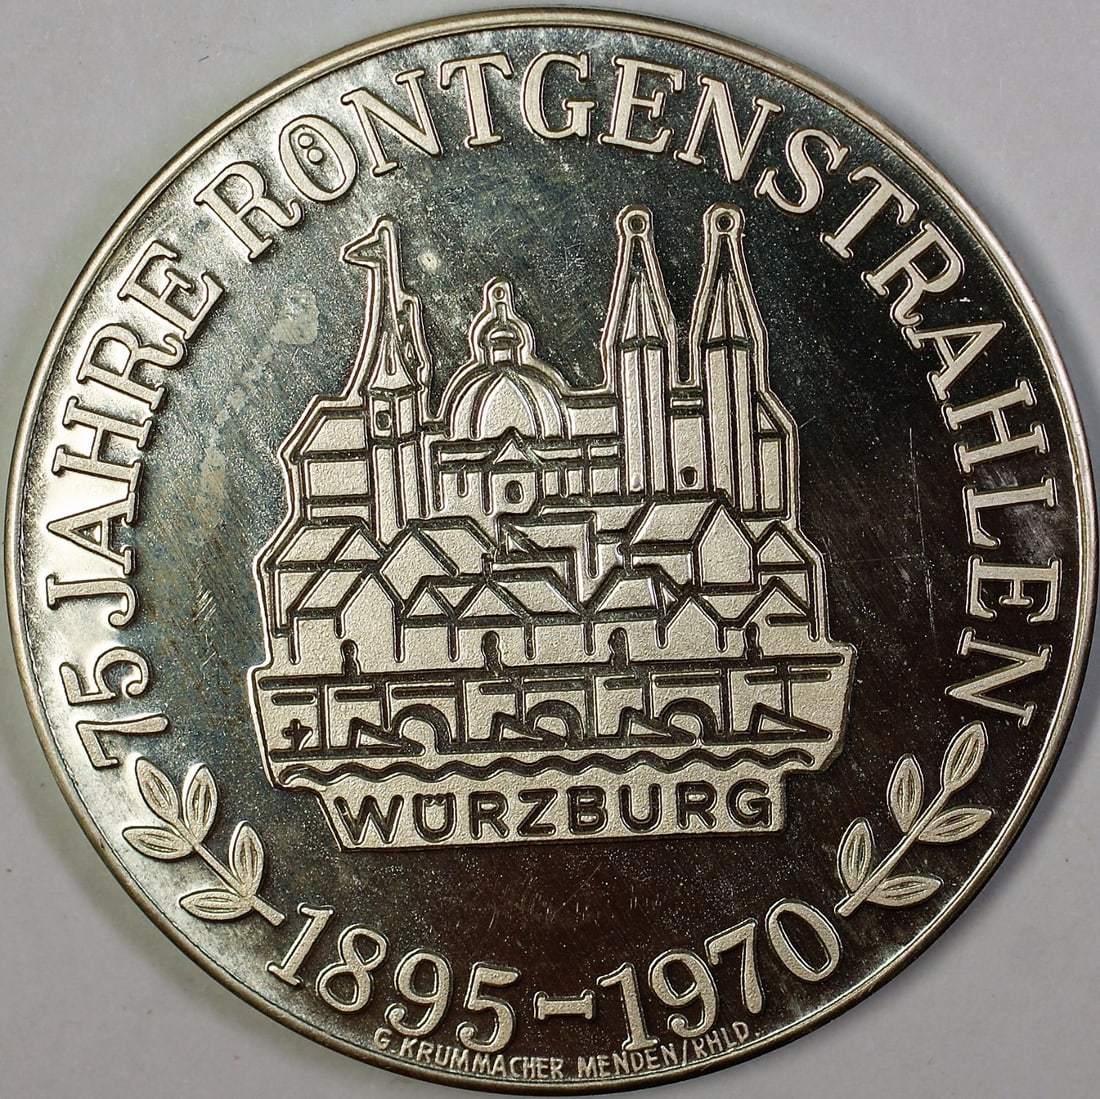 75 JAHRE RÖNTGENSTRAHLEN
WÜRZBURG
1895-1970
G. KRUMMACHER MENDEN/RHLD.